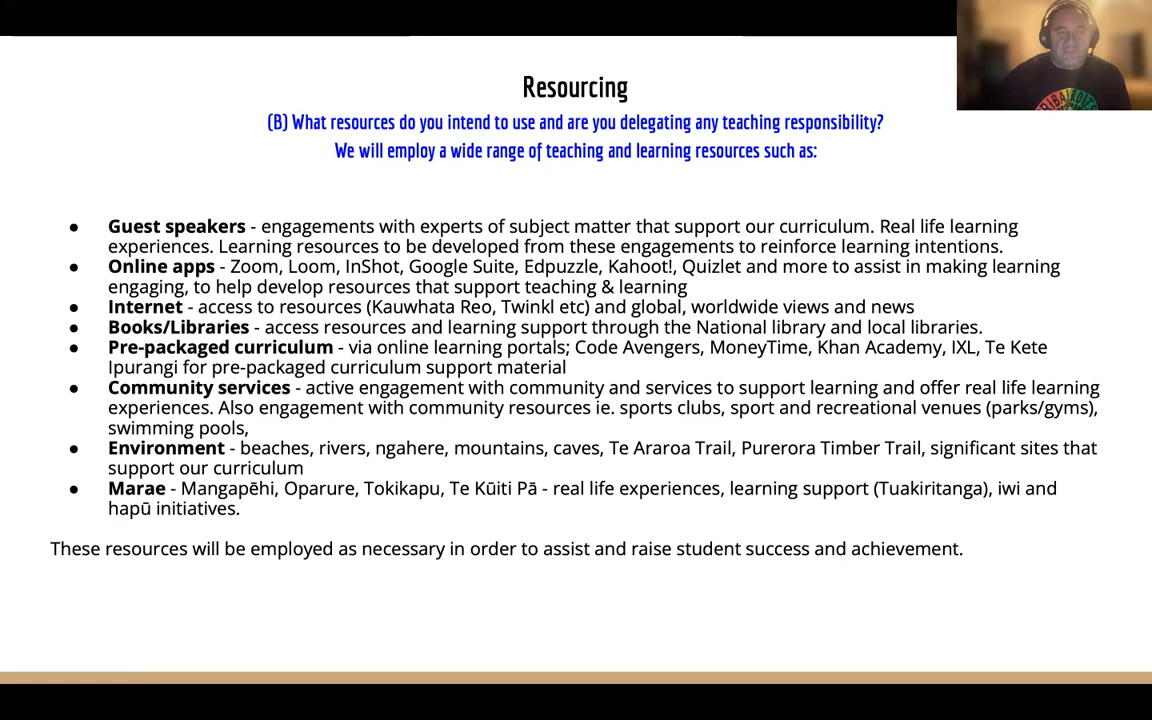 Resourcing
(B) What resources do you intend to use and are you delegating any teaching responsibility?
We will employ a wide range of teaching and learning resources such as:
● Guest speakers - engagements with experts of subject matter that support our curriculum. Real life learning
experiences. Learning resources to be developed from these engagements to reinforce learning intentions.
● Online apps - Zoom, Loom, InShot, Google Suite, Edpuzzle, Kahoot!, Quizlet and more to assist in making learning
engaging, to help develop resources that support teaching & learning
● Internet - access to resources (Kauwhata Reo, Twinkl etc) and global, worldwide views and news
● Books/Libraries - access resources and learning support through the National library and local libraries.
● Pre-packaged curriculum - via online learning portals; Code Avengers, MoneyTime, Khan Academy, IXL, Te Kete
Ipurangi for pre-packaged curriculum support material
● Community services - active engagement with community and services to support learning and offer real life learning
experiences. Also engagement with community resources ie. sports clubs, sport and recreational venues (parks/gyms),
swimming pools,
● Environment - beaches, rivers, ngahere, mountains, caves, Te Araroa Trail, Purerora Timber Trail, significant sites that
support our curriculum
● Marae - Mangapēhi, Oparure, Tokikapu, Te Kūiti Pā - real life experiences, learning support (Tuakiritanga), iwi and
hapū initiatives.
These resources will be employed as necessary in order to assist and raise student success and achievement.